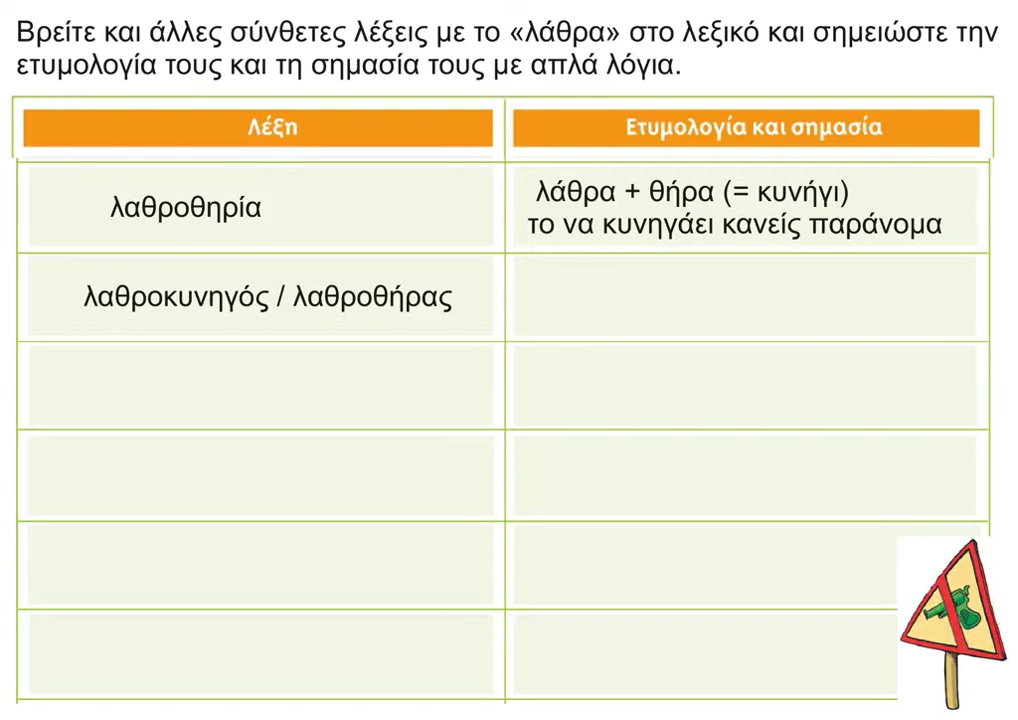 Βρείτε και άλλες σύνθετες λέξεις με το «λάθρα» στο λεξικό και σημειώστε την
ετυμολογία τους και τη σημασία τους με απλά λόγια.
Λέξη
Ετυμολογία και σημασία
λαθροθηρία
λάθρα + θήρα (= κυνήγι)
το να κυνηγάει κανείς παράνομα
λαθροκυνηγός / λαθροθήρας